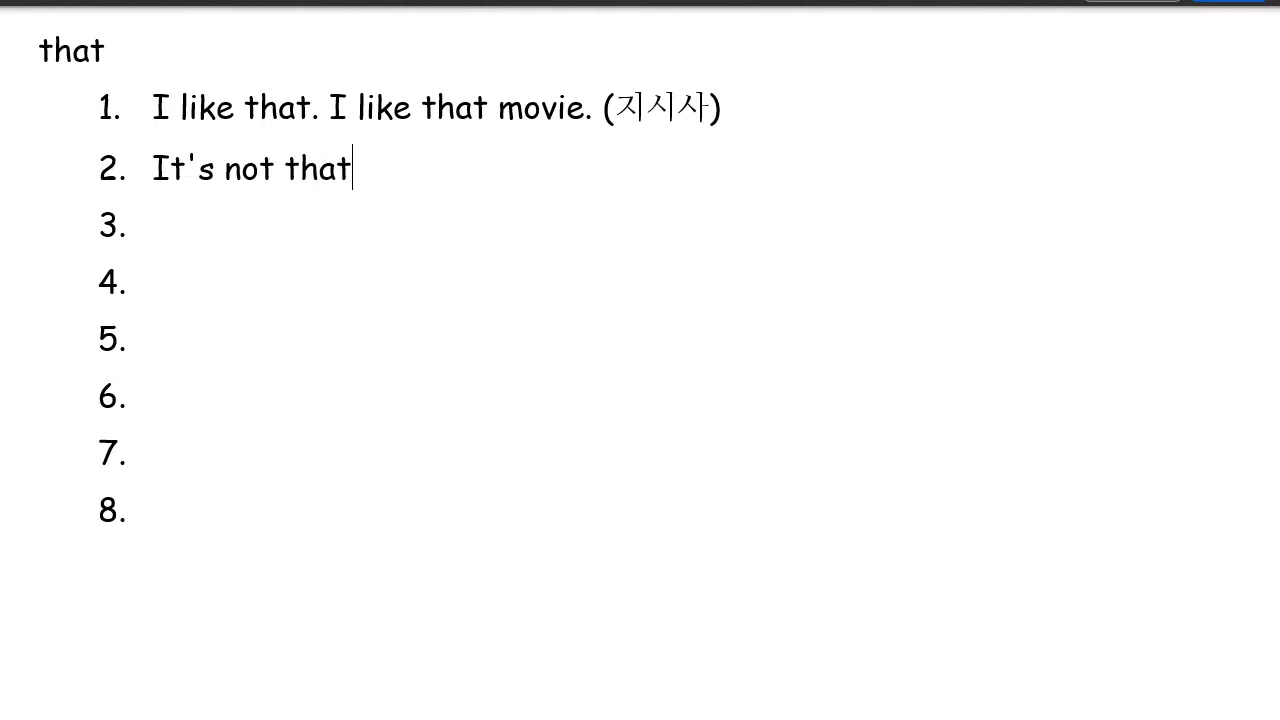 that
1. I like that. I like that movie. (지시사)
2. It's not that
3.
4.
5.
6.
7.
8.